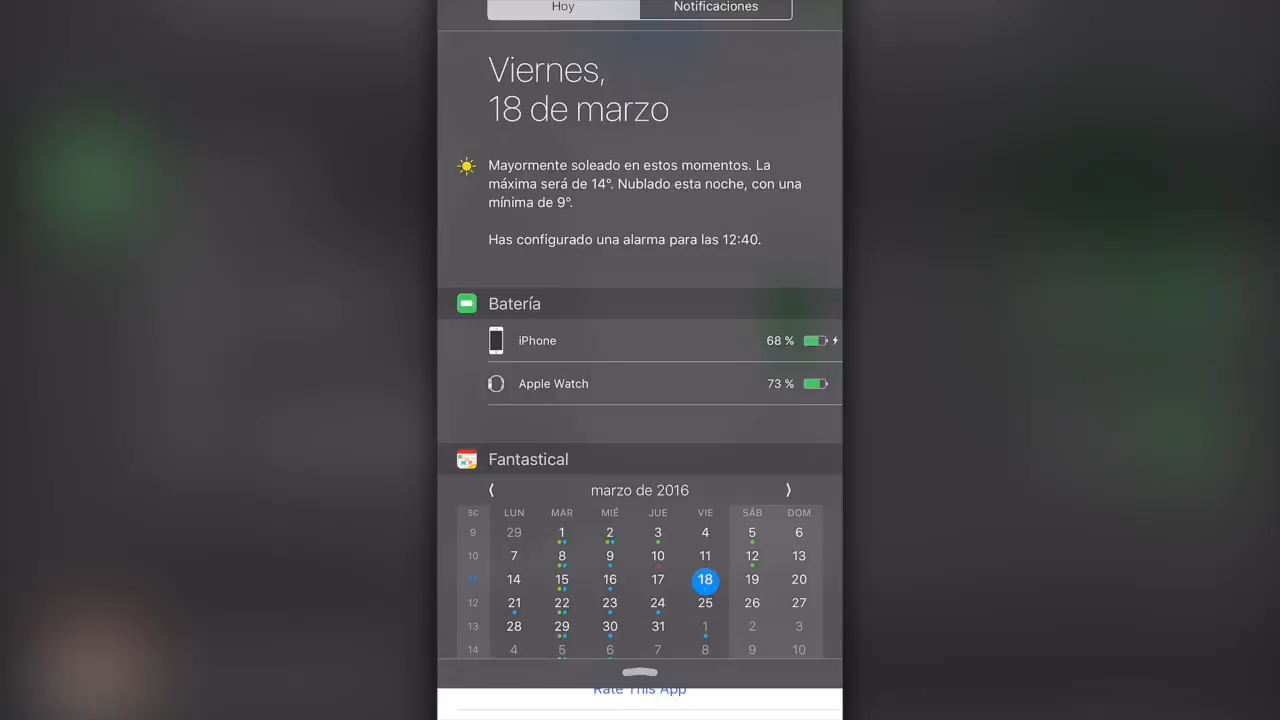 Hoy Notificaciones
Viernes,
18 de marzo
Mayormente soleado en estos momentos. La
máxima será de 14°. Nublado esta noche, con una
mínima de 9°.
Has configurado una alarma para las 12:40.
Batería
iPhone 68 %
Apple Watch 73 %
Fantastical
marzo de 2016
SC LUN MAR MIÉ JUE VIE SÁB DOM
9 29 1 2 3 4 5 6
10 7 8 9 10 11 12 13
11 14 15 16 17 18 19 20
12 21 22 23 24 25 26 27
13 28 29 30 31 1 2 3
14 4 5 6 7 8 9 10
Rate This App